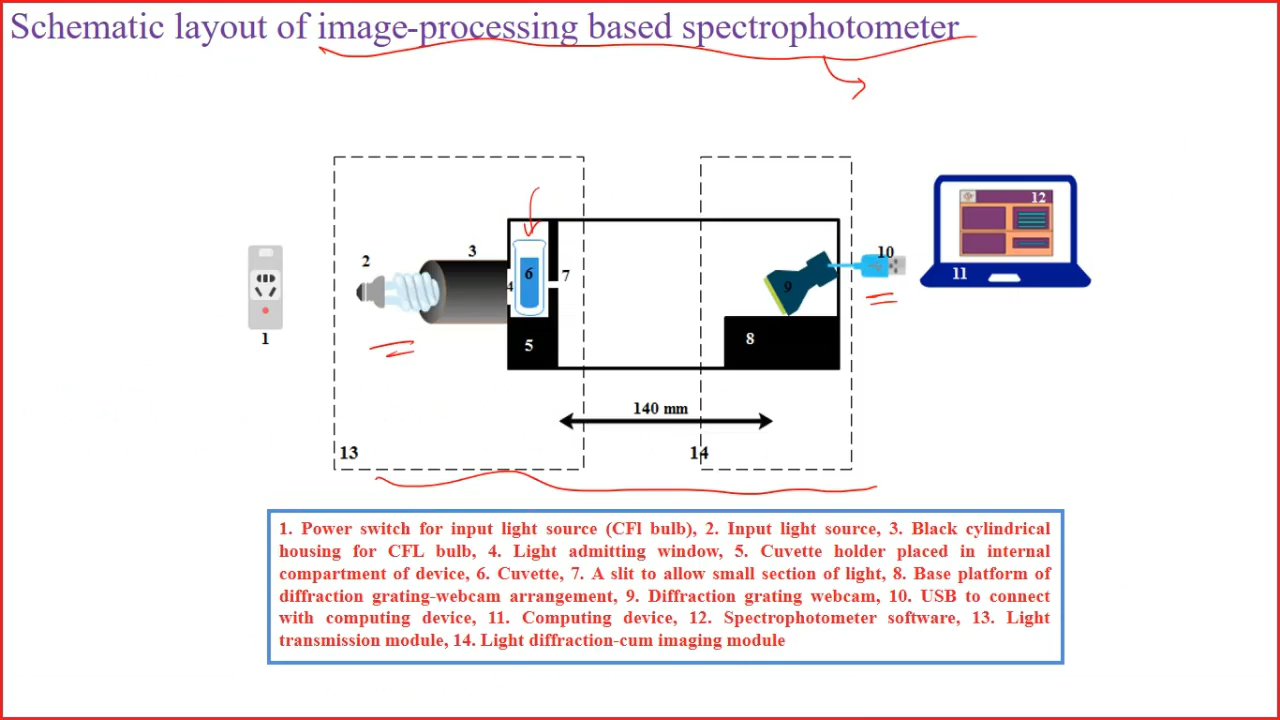 Schematic layout of image-processing based spectrophotometer
12
10
3
2
6
7
11
4
9
1
5
8
140 mm
13
14
1. Power switch for input light source (CFl bulb), 2. Input light source, 3. Black cylindrical
housing for CFL bulb, 4. Light admitting window, 5. Cuvette holder placed in internal
compartment of device, 6. Cuvette, 7. A slit to allow small section of light, 8. Base platform of
diffraction grating-webcam arrangement, 9. Diffraction grating webcam, 10. USB to connect
with computing device, 11. Computing device, 12. Spectrophotometer software, 13. Light
transmission module, 14. Light diffraction-cum imaging module